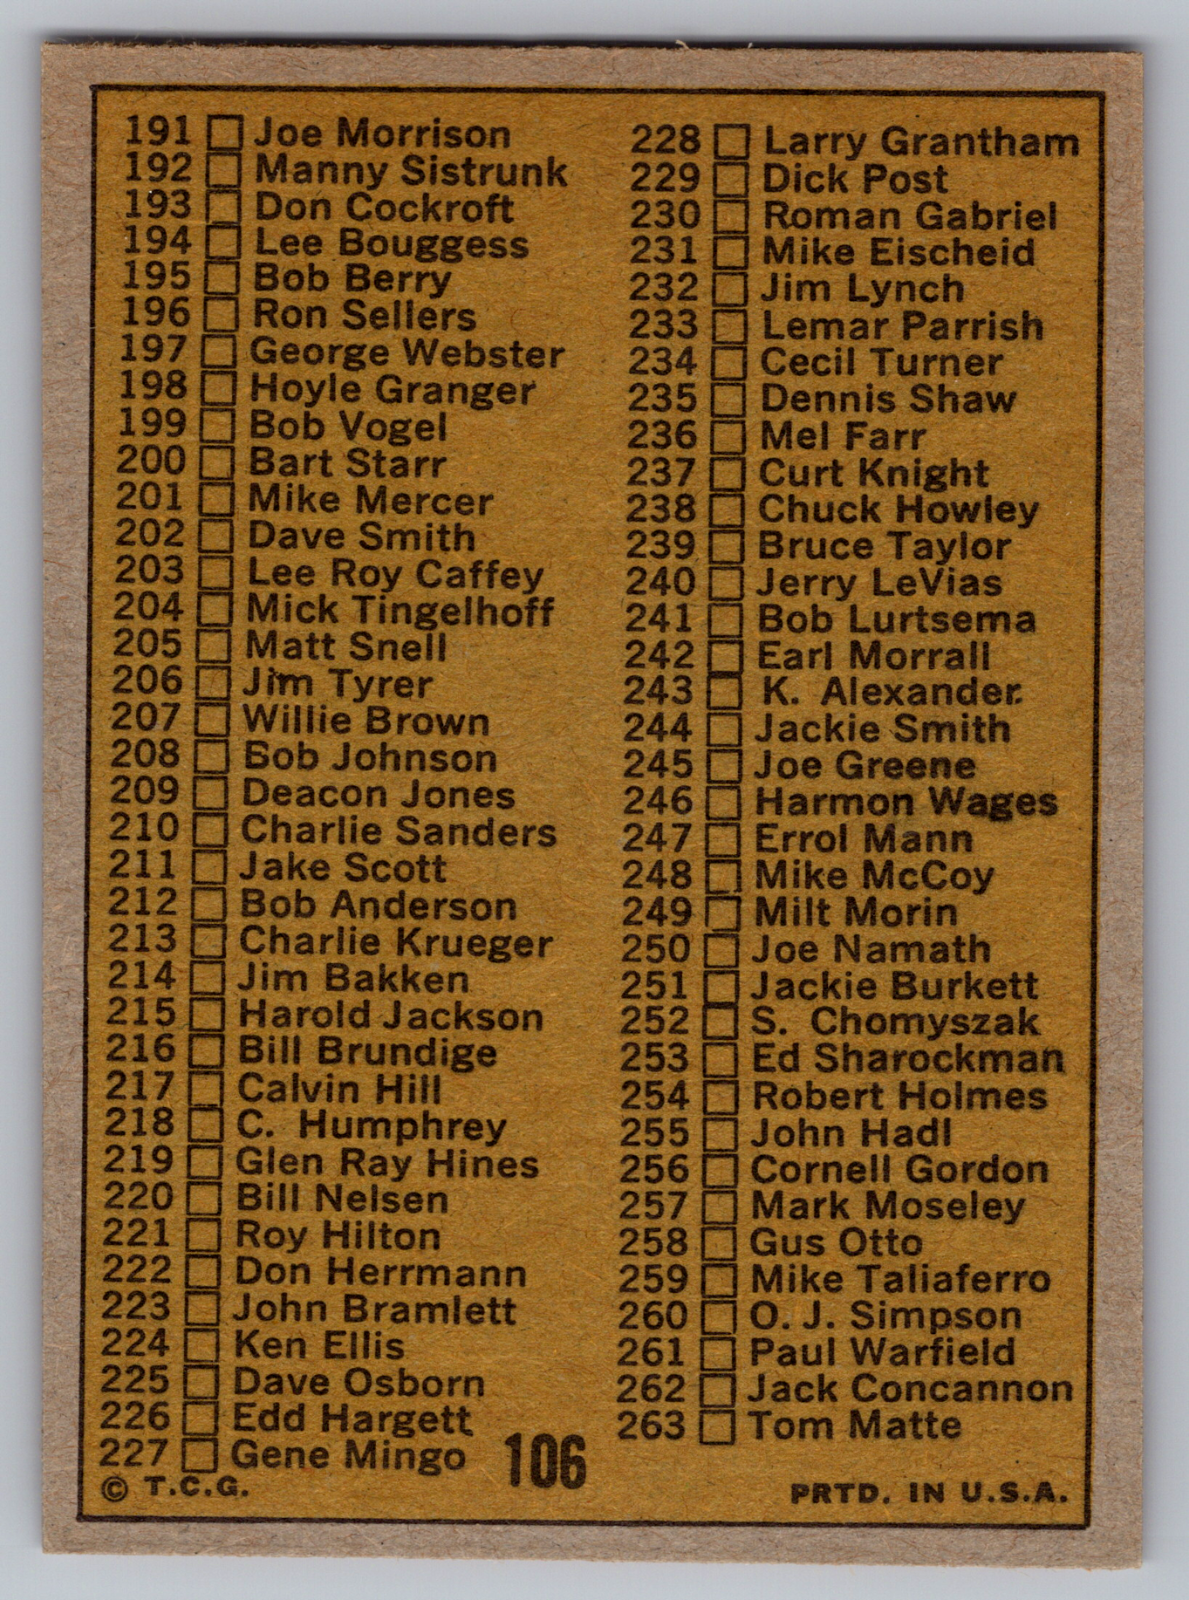 191 Joe Morrison
192 Manny Sistrunk
193 Don Cockroft
194 Lee Bouggess
195 Bob Berry
196 Ron Sellers
197 George Webster
198 Hoyle Granger
199 Bob Vogel
200 Bart Starr
201 Mike Mercer
202 Dave Smith
203 Lee Roy Caffey
204 Mick Tingelhoff
205 Matt Snell
206 Jim Tyrer
207 Willie Brown
208 Bob Johnson
209 Deacon Jones
210 Charlie Sanders
211 Jake Scott
212 Bob Anderson
213 Charlie Krueger
214 Jim Bakken
215 Harold Jackson
216 Bill Brundige
217 Calvin Hill
218 C. Humphrey
219 Glen Ray Hines
220 Bill Nelsen
221 Roy Hilton
222 Don Herrmann
223 John Bramlett
224 Ken Ellis
225 Dave Osborn
226 Edd Hargett
227 Gene Mingo
228 Larry Grantham
229 Dick Post
230 Roman Gabriel
231 Mike Eischeid
232 Jim Lynch
233 Lemar Parrish
234 Cecil Turner
235 Dennis Shaw
236 Mel Farr
237 Curt Knight
238 Chuck Howley
239 Bruce Taylor
240 Jerry LeVias
241 Bob Lurtsema
242 Earl Morrall
243 K. Alexander
244 Jackie Smith
245 Joe Greene
246 Harmon Wages
247 Errol Mann
248 Mike McCoy
249 Milt Morin
250 Joe Namath
251 Jackie Burkett
252 S. Chomyszak
253 Ed Sharockman
254 Robert Holmes
255 John Hadl
256 Cornell Gordon
257 Mark Moseley
258 Gus Otto
259 Mike Taliaferro
260 O. J. Simpson
261 Paul Warfield
262 Jack Concannon
263 Tom Matte
106
© T.C.G.
PRTD. IN U.S.A.